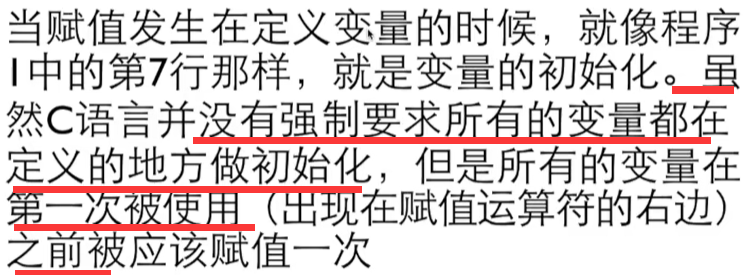 当赋值发生在定义变量的时候，就像程序
1中的第7行那样，就是变量的初始化。虽
然C语言并没有强制要求所有的变量都在
定义的地方做初始化，但是所有的变量在
第一次被使用（出现在赋值运算符的右边）
之前被应该赋值一次